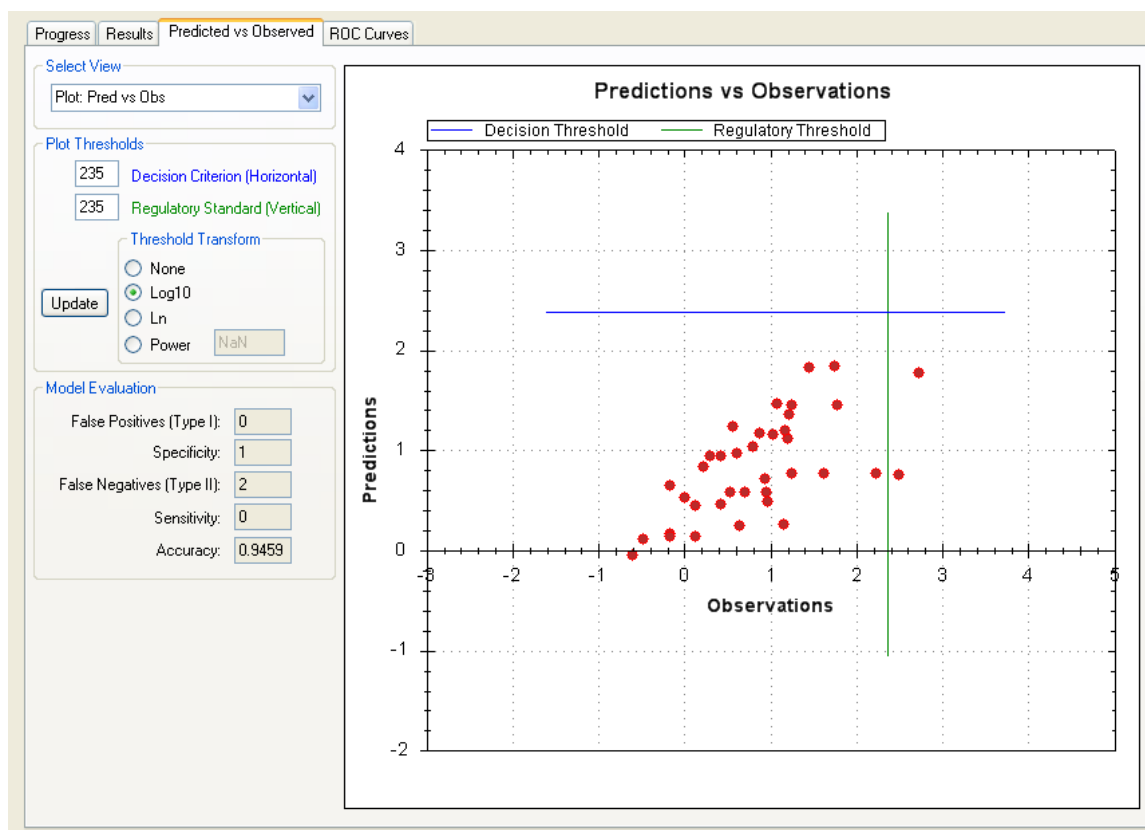 Progress Results Predicted vs Observed ROC Curves
Select View
Plot: Pred vs Obs
Plot Thresholds
235 Decision Criterion (Horizontal)
235 Regulatory Standard (Vertical)
Threshold Transform
None
Log10
Ln
Power NaN
Update
Model Evaluation
False Positives (Type I): 0
Specificity: 1
False Negatives (Type II): 2
Sensitivity: 0
Accuracy: 0.9459
Predictions vs Observations
Decision Threshold Regulatory Threshold
4
3
2
1
0
-1
-2
Predictions
-3 -2 -1 0 1 2 3 4 5
Observations